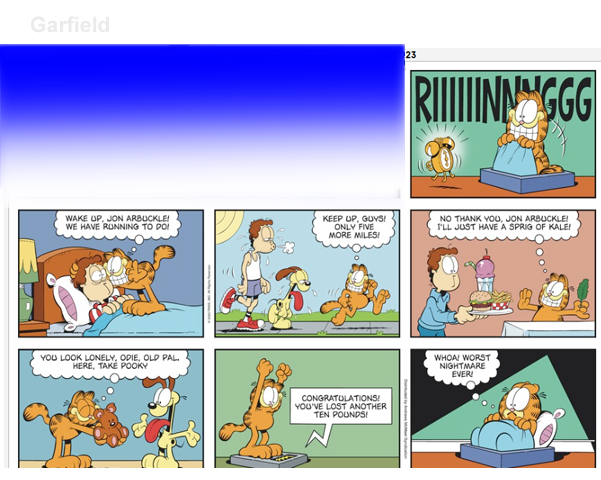 Garfield
23
RIIIIIINNNNGGG
WAKE UP, JON ARBUCKLE!
WE HAVE RUNNING TO DO!
KEEP UP, GUYS!
ONLY FIVE
MORE MILES!
NO THANK YOU, JON ARBUCKLE!
I'LL JUST HAVE A SPRIG OF KALE!
YOU LOOK LONELY, ODIE, OLD PAL.
HERE, TAKE POOKY
CONGRATULATIONS!
YOU'VE LOST ANOTHER
TEN POUNDS!
WHOA! WORST
NIGHTMARE
EVER!